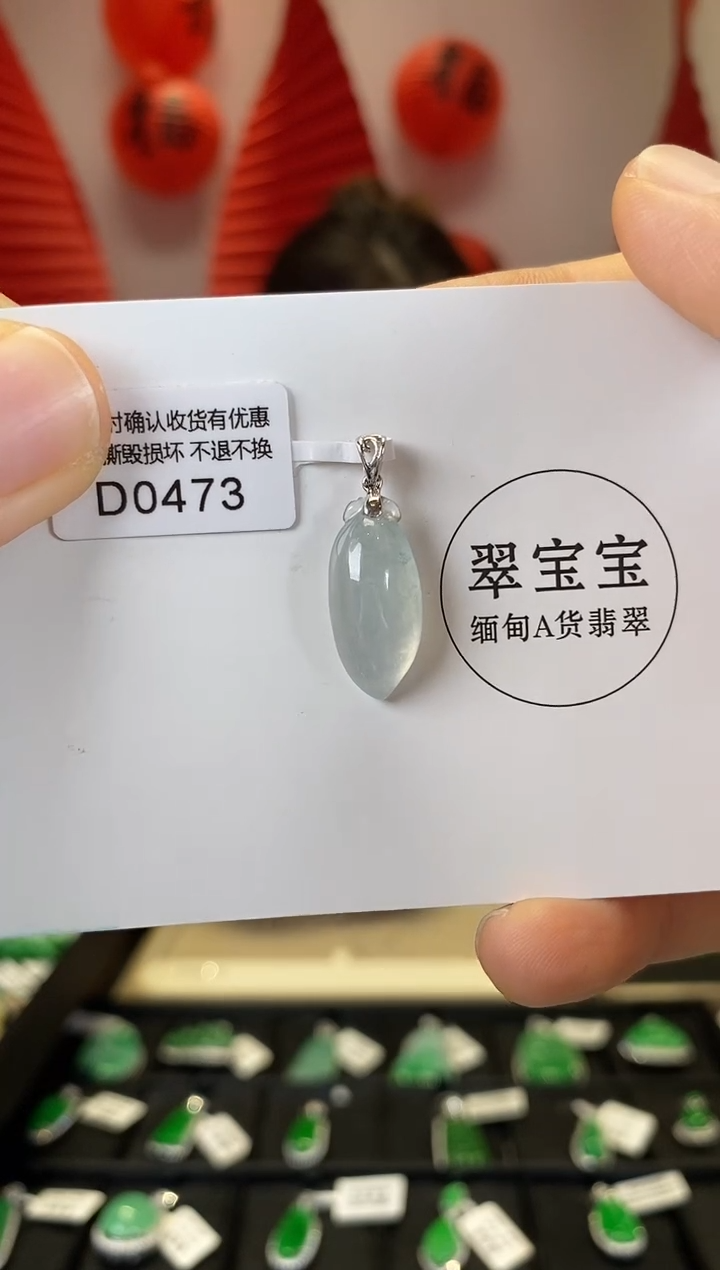 时确认收货有优惠
撕毁损坏 不退不换
D0473
翠宝宝
缅甸A货翡翠